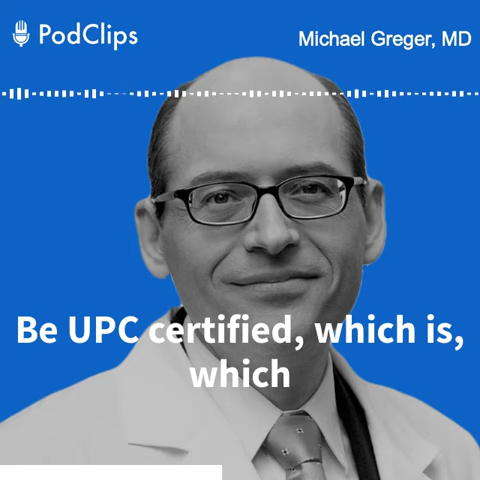 PodClips
Michael Greger, MD
Be UPC certified, which is,
which